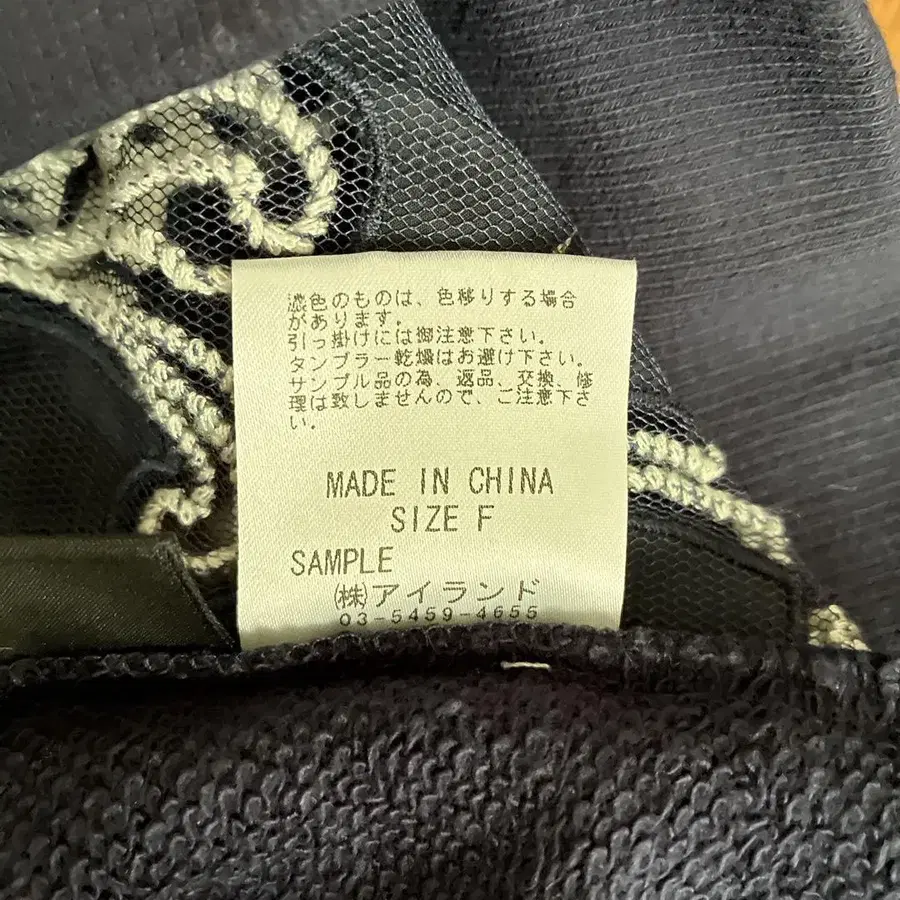 濃色のものは、色移りする場合
があります。
引っ掛けには御注意下さい。
タンブラー乾燥はお避け下さい。
サンプル品の為、返品、交換、修
理は致しませんので、ご注意下さ
い。
MADE IN CHINA
SIZE F
SAMPLE
㈱アイランド
03-5459-4655